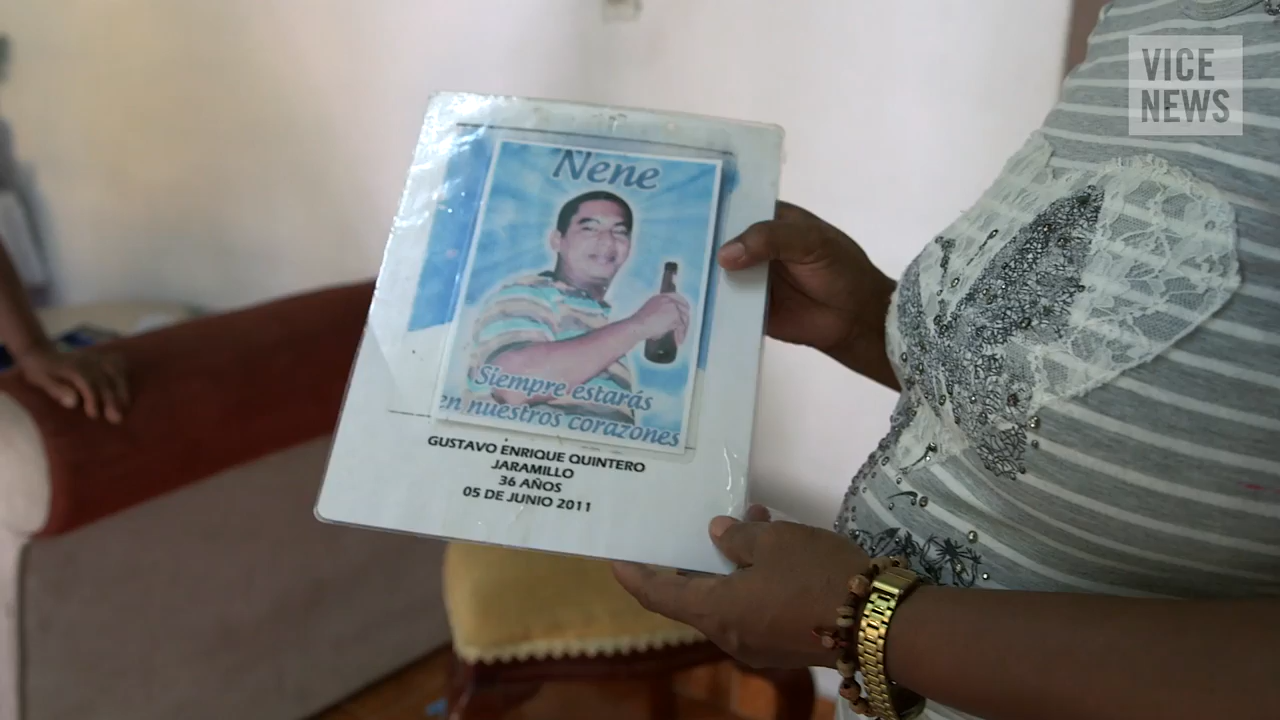 VICE
NEWS
Nene
Siempre estarás
en nuestros corazones
GUSTAVO ENRIQUE QUINTERO
JARAMILLO
36 AÑOS
05 DE JUNIO 2011